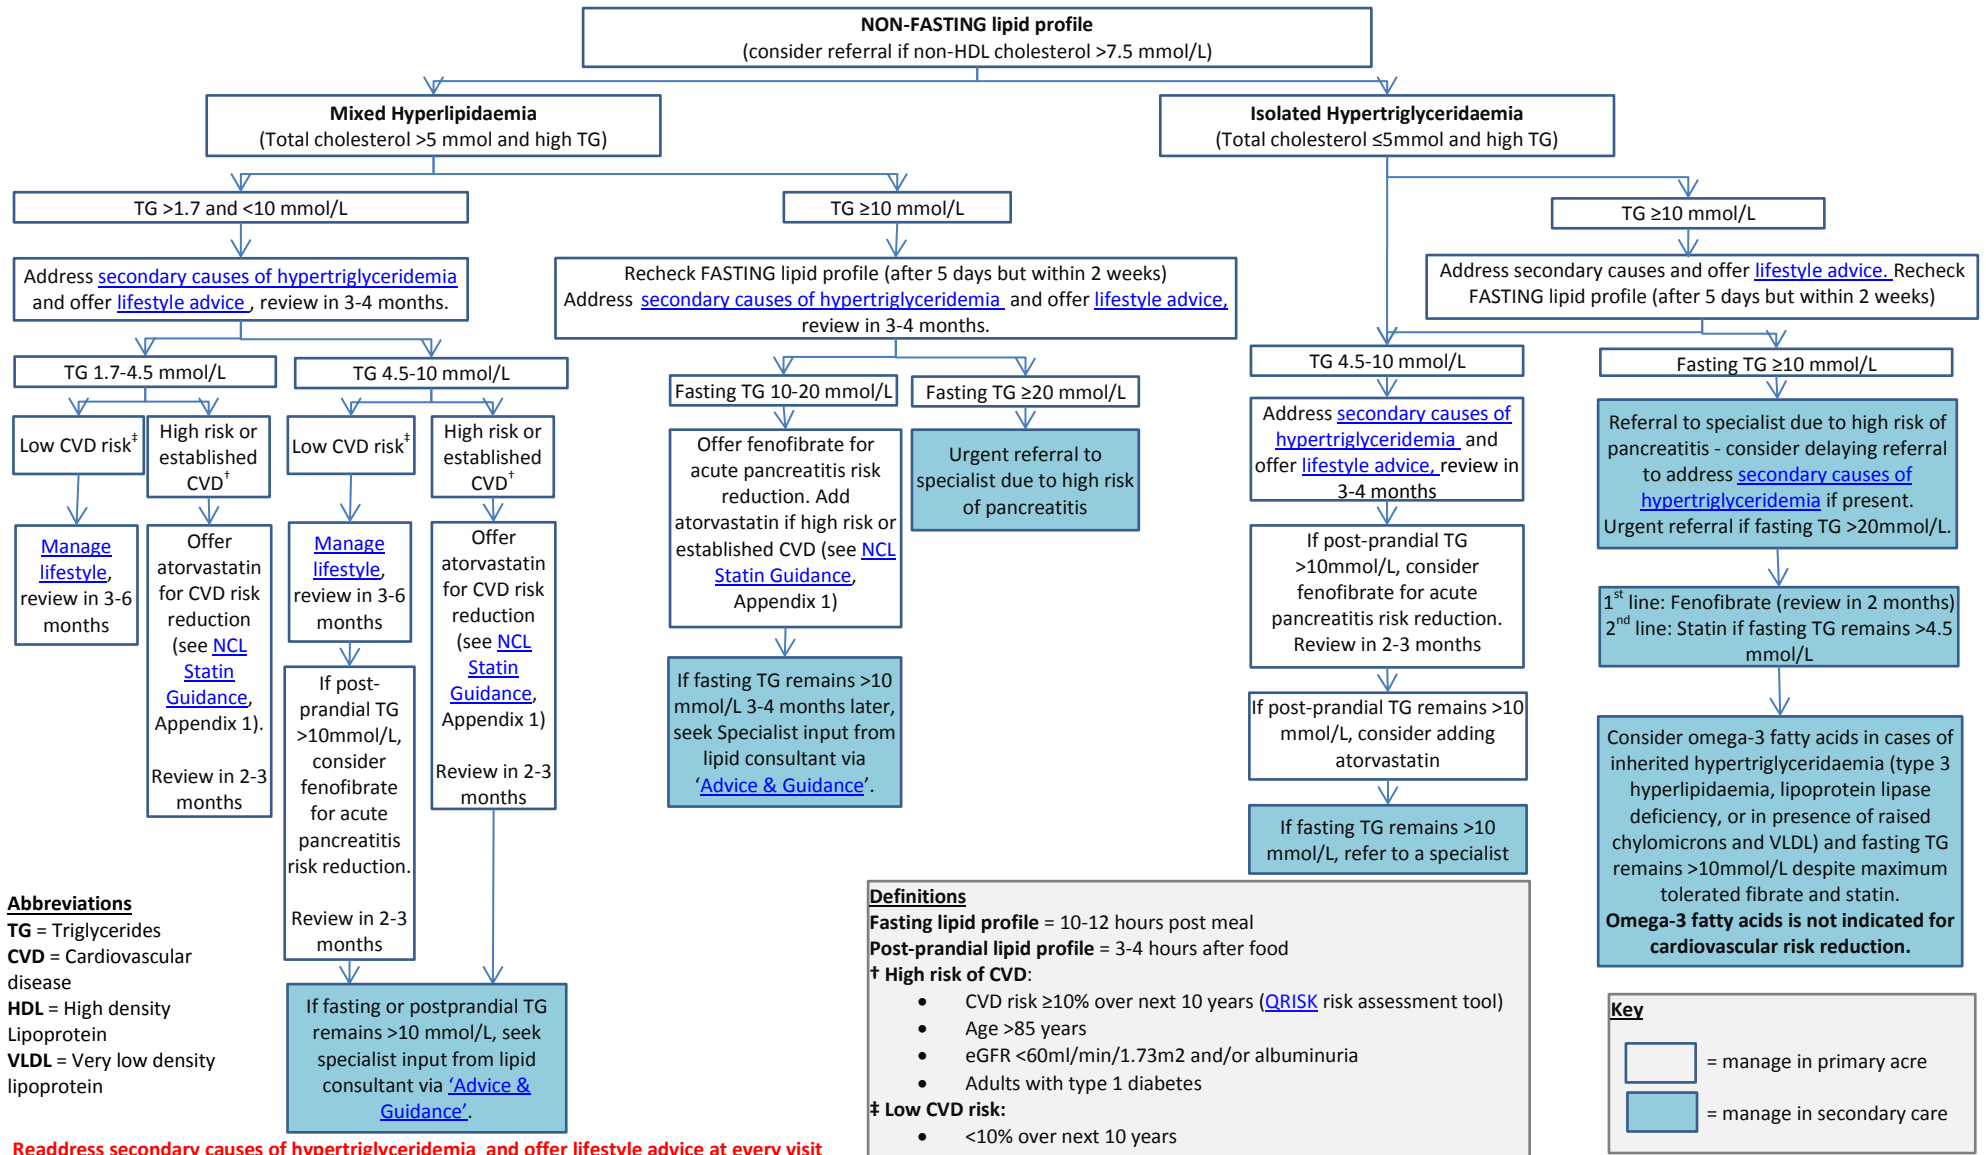 NON-FASTING lipid profile
(consider referral if non-HDL cholesterol >7.5 mmol/L)
Mixed Hyperlipidaemia
(Total cholesterol >5 mmol and high TG)
Isolated Hypertriglyceridaemia
(Total cholesterol ≤5mmol and high TG)
TG >1.7 and <10 mmol/L
TG ≥10 mmol/L
TG ≥10 mmol/L
Address secondary causes of hypertriglyceridemia
and offer lifestyle advice , review in 3-4 months.
Recheck FASTING lipid profile (after 5 days but within 2 weeks)
Address secondary causes of hypertriglyceridemia and offer lifestyle advice,
review in 3-4 months.
Address secondary causes and offer lifestyle advice. Recheck
FASTING lipid profile (after 5 days but within 2 weeks)
TG 1.7-4.5 mmol/L
TG 4.5-10 mmol/L
Fasting TG 10-20 mmol/L
Fasting TG ≥20 mmol/L
TG 4.5-10 mmol/L
Fasting TG ≥10 mmol/L
Low CVD risk‡
High risk or
established
CVD†
Low CVD risk‡
High risk or
established
CVD†
Manage
lifestyle,
review in 3-6
months
Offer
atorvastatin
for CVD risk
reduction
(see NCL
Statin
Guidance,
Appendix 1).
Review in 2-3
months
Manage
lifestyle,
review in 3-6
months
If post-
prandial TG
>10mmol/L,
consider
fenofibrate
for acute
pancreatitis
risk reduction.
Review in 2-3
months
Offer
atorvastatin
for CVD risk
reduction
(see NCL
Statin
Guidance,
Appendix 1)
Review in 2-3
months
If fasting or postprandial TG
remains >10 mmol/L, seek
specialist input from lipid
consultant via 'Advice &
Guidance'.
Offer fenofibrate for
acute pancreatitis risk
reduction. Add
atorvastatin if high risk or
established CVD (see NCL
Statin Guidance,
Appendix 1)
If fasting TG remains >10
mmol/L 3-4 months later,
seek Specialist input from
lipid consultant via
‘Advice & Guidance’.
Urgent referral to
specialist due to high risk
of pancreatitis
Address secondary causes of
hypertriglyceridemia and
offer lifestyle advice, review in
3-4 months
If post-prandial TG
>10mmol/L, consider
fenofibrate for acute
pancreatitis risk reduction.
Review in 2-3 months
If post-prandial TG remains >10
mmol/L, consider adding
atorvastatin
If fasting TG remains >10
mmol/L, refer to a specialist
Referral to specialist due to high risk of
pancreatitis - consider delaying referral
to address secondary causes of
hypertriglyceridemia if present.
Urgent referral if fasting TG >20mmol/L.
1st line: Fenofibrate (review in 2 months)
2nd line: Statin if fasting TG remains >4.5
mmol/L
Consider omega-3 fatty acids in cases of
inherited hypertriglyceridaemia (type 3
hyperlipidaemia, lipoprotein lipase
deficiency, or in presence of raised
chylomicrons and VLDL) and fasting TG
remains >10mmol/L despite maximum
tolerated fibrate and statin.
Omega-3 fatty acids is not indicated for
cardiovascular risk reduction.
Abbreviations
TG = Triglycerides
CVD = Cardiovascular
disease
HDL = High density
Lipoprotein
VLDL = Very low density
lipoprotein
Readdress secondary causes of hypertriglyceridemia and offer lifestyle advice at every visit
Definitions
Fasting lipid profile = 10-12 hours post meal
Post-prandial lipid profile = 3-4 hours after food
† High risk of CVD:
• CVD risk ≥10% over next 10 years (QRISK risk assessment tool)
• Age >85 years
• eGFR <60ml/min/1.73m2 and/or albuminuria
• Adults with type 1 diabetes
‡ Low CVD risk:
• <10% over next 10 years
Key
= manage in primary acre
= manage in secondary care